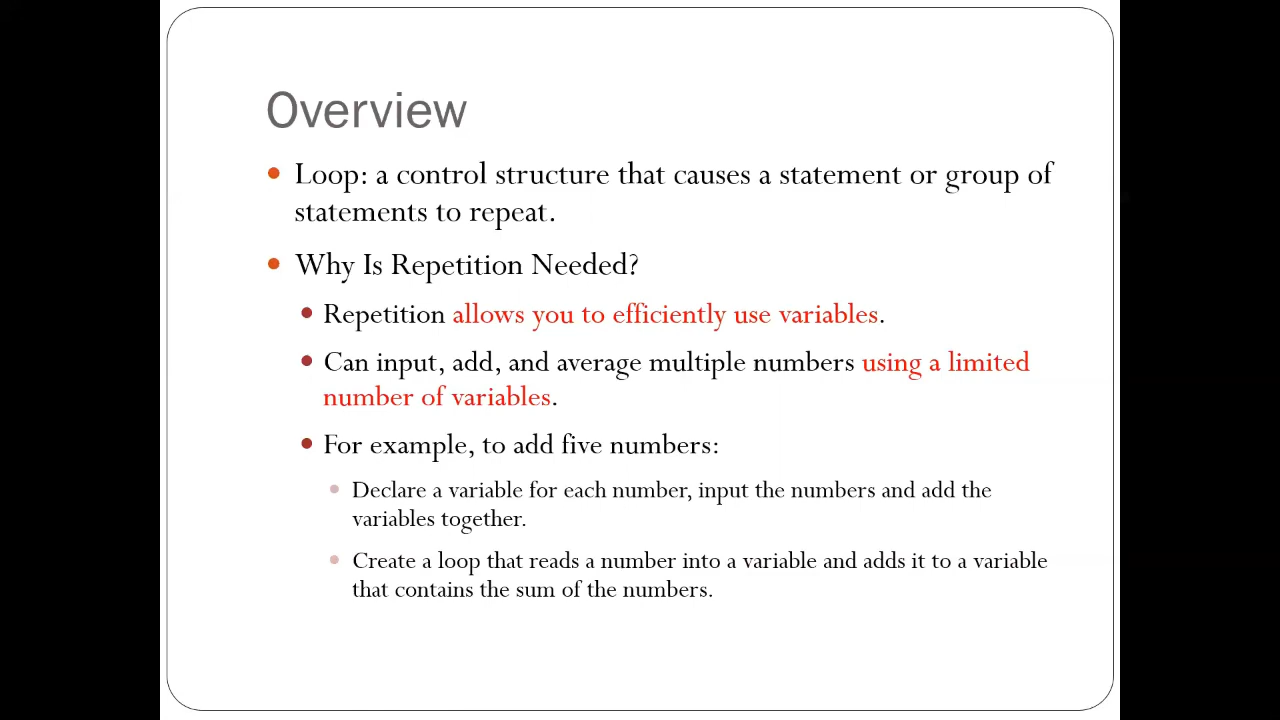 Overview
Loop: a control structure that causes a statement or group of
statements to repeat.
Why Is Repetition Needed?
Repetition allows you to efficiently use variables.
Can input, add, and average multiple numbers using a limited
number of variables.
For example, to add five numbers:
Declare a variable for each number, input the numbers and add the
variables together.
Create a loop that reads a number into a variable and adds it to a variable
that contains the sum of the numbers.